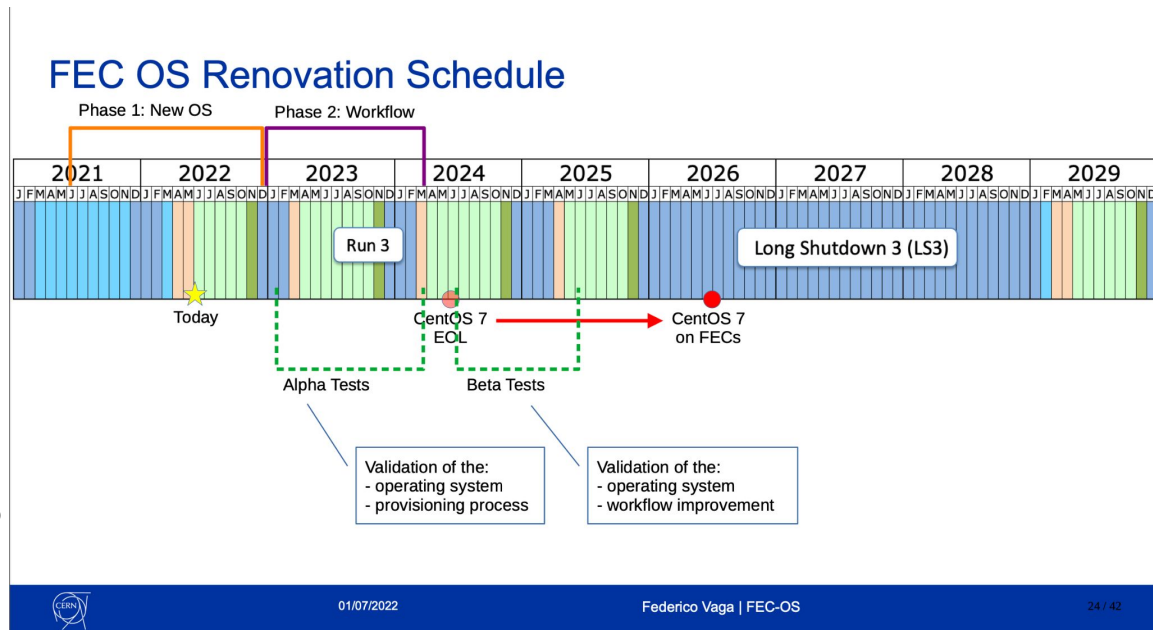 FEC OS Renovation Schedule
Phase 1: New OS
Phase 2: Workflow
2021 2022 2023 2024 2025 2026 2027 2028 2029
J F M A M J J A S O N D J F M A M J J A S O N D J F M A M J J A S O N D J F M A M J J A S O N D J F M A M J J A S O N D J F M A M J J A S O N D J F M A M J J A S O N D J F M A M J J A S O N D J F M A M J J A S O N D
Run 3
Long Shutdown 3 (LS3)
Today
CentOS 7
EOL
CentOS 7
on FECs
Alpha Tests
Beta Tests
Validation of the:
- operating system
- provisioning process
Validation of the:
- operating system
- workflow improvement
CERN
01/07/2022
Federico Vaga | FEC-OS
24 / 42